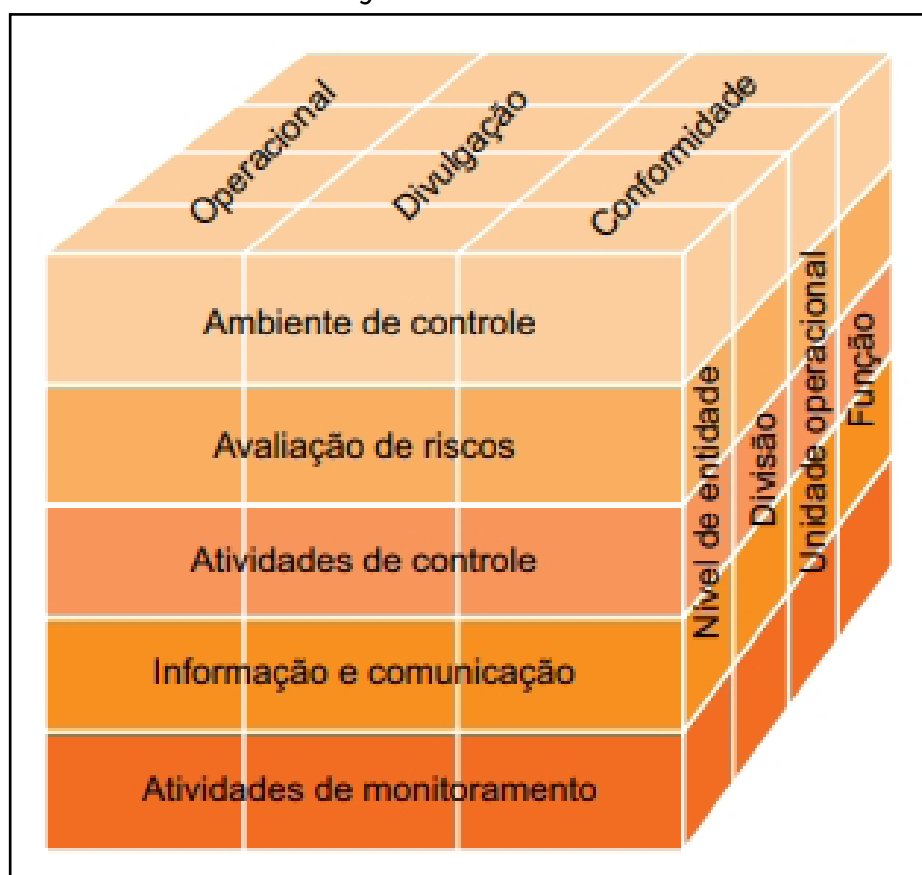 Operacional
Divulgação
Conformidade
Ambiente de controle
Avaliação de riscos
Atividades de controle
Informação e comunicação
Atividades de monitoramento
Nível de entidade
Divisão
Unidade operacional
Função